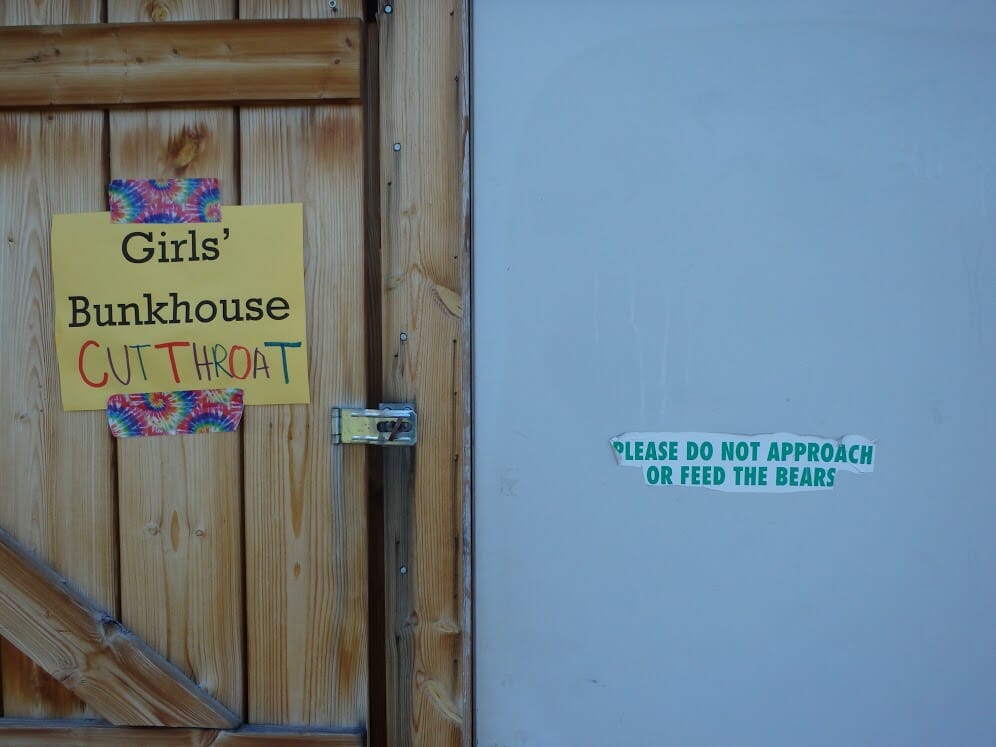 Girls’
Bunkhouse
CUTTHROAT
PLEASE DO NOT APPROACH
OR FEED THE BEARS